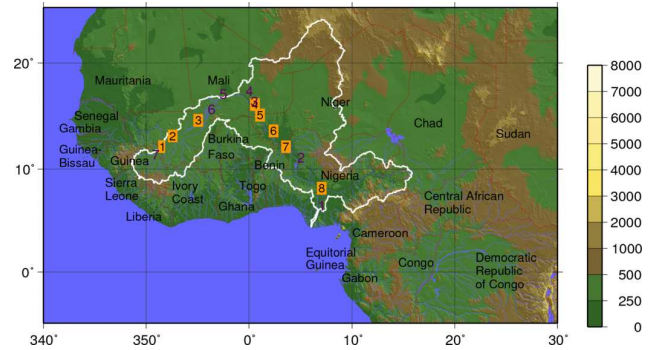 20°
10°
0°
340°
350°
0°
10°
20°
30°
8000
7000
6000
5000
4000
3000
2000
1000
500
250
0
Mauritania
Mali
Niger
Chad
Sudan
Senegal
Gambia
Guinea-
Bissau
Guinea
Sierra
Leone
Liberia
Ivory
Coast
Burkina
Faso
Ghana
Togo
Benin
Nigeria
Cameroon
Central African
Republic
Equitorial
Guinea
Gabon
Congo
Democratic
Republic
of Congo
1
2
3
4
5
6
7
8
4
5
6
7
2